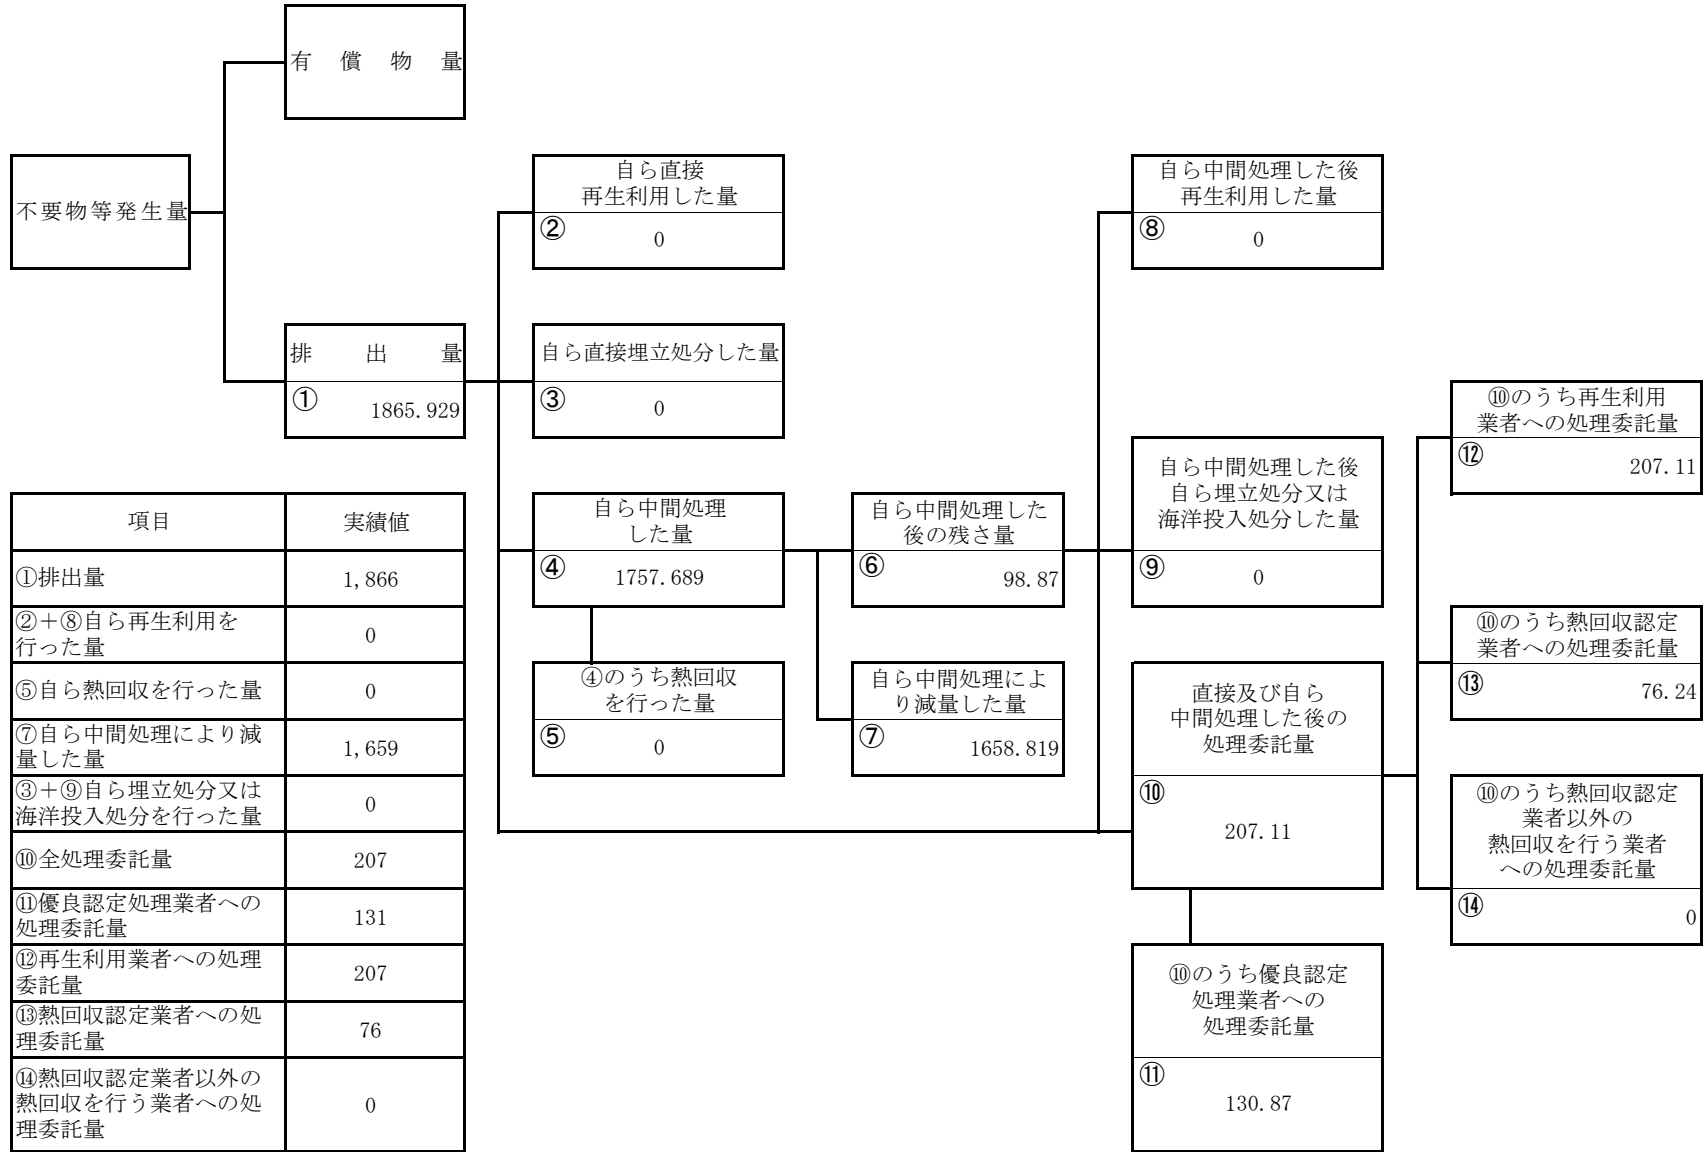 有償物量
不要物等発生量
排出量
① 1865.929
自ら直接
再生利用した量
② 0
自ら直接埋立処分した量
③ 0
自ら中間処理
した量
④ 1757.689
④のうち熱回収
を行った量
⑤ 0
自ら中間処理した
後の残さ量
⑥ 98.87
自ら中間処理によ
り減量した量
⑦ 1658.819
自ら中間処理した後
再生利用した量
⑧ 0
自ら中間処理した後
自ら埋立処分又は
海洋投入処分した量
⑨ 0
直接及び自ら
中間処理した後の
処理委託量
⑩
207.11
⑩のうち優良認定
処理業者への
処理委託量
⑪
130.87
⑩のうち再生利用
業者への処理委託量
⑫ 207.11
⑩のうち熱回収認定
業者への処理委託量
⑬ 76.24
⑩のうち熱回収認定
業者以外の
熱回収を行う業者
への処理委託量
⑭ 0
項目 実績値
①排出量 1,866
②＋⑧自ら再生利用を
行った量 0
⑤自ら熱回収を行った量 0
⑦自ら中間処理により減
量した量 1,659
③＋⑨自ら埋立処分又は
海洋投入処分を行った量 0
⑩全処理委託量 207
⑪優良認定処理業者への
処理委託量 131
⑫再生利用業者への処理
委託量 207
⑬熱回収認定業者への処
理委託量 76
⑭熱回収認定業者以外の
熱回収を行う業者への処
理委託量 0